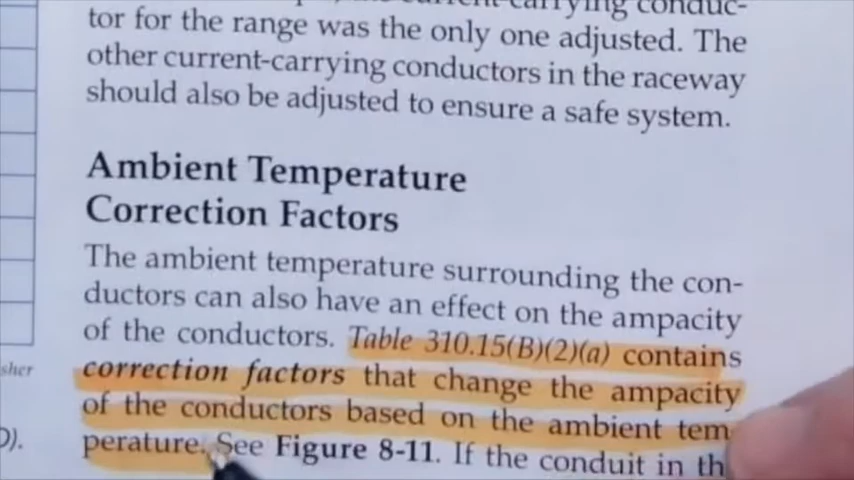 current-carrying conduc-
tor for the range was the only one adjusted. The
other current-carrying conductors in the raceway
should also be adjusted to ensure a safe system.
Ambient Temperature
Correction Factors
The ambient temperature surrounding the con-
ductors can also have an effect on the ampacity
of the conductors. Table 310.15(B)(2)(a) contains
sher
correction factors that change the ampacity
of the conductors based on the ambient tem
).
perature. See Figure 8-11. If the conduit in th